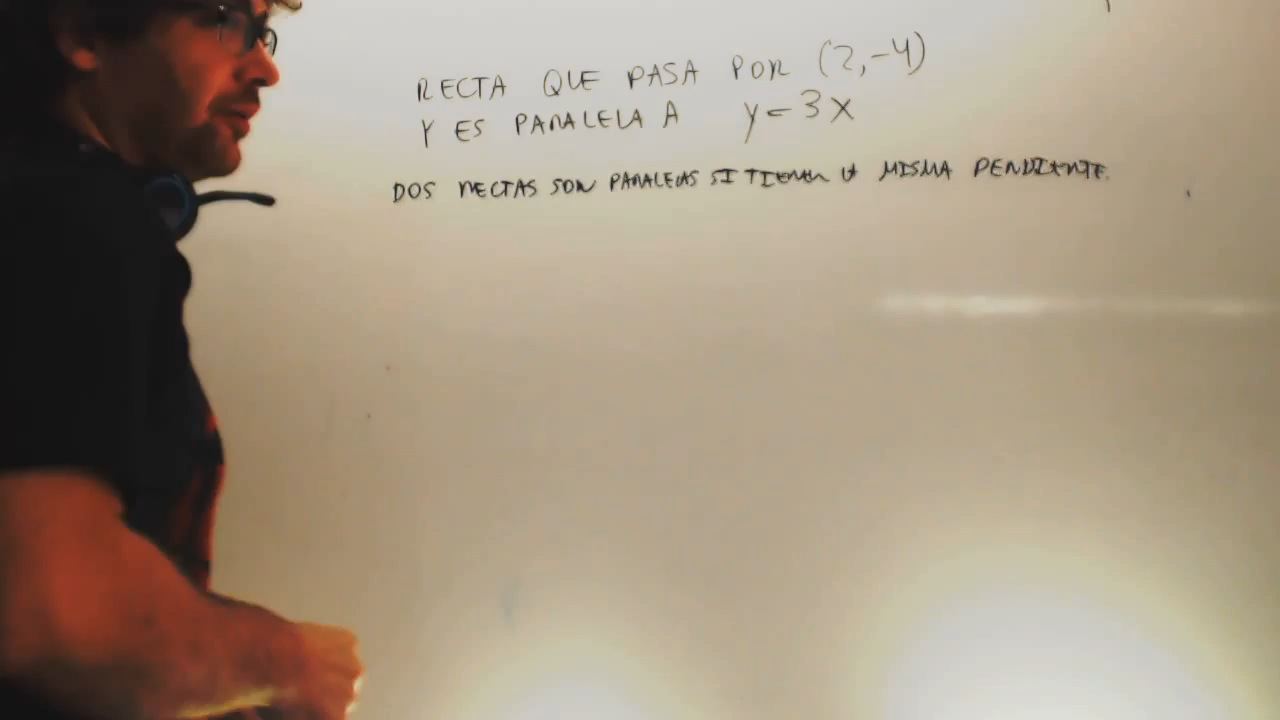 RECTA QUE PASA POR (2,-4)
Y ES PARALELA A y=3x
DOS RECTAS SON PARALELAS SI TIENEN LA MISMA PENDIENTE.